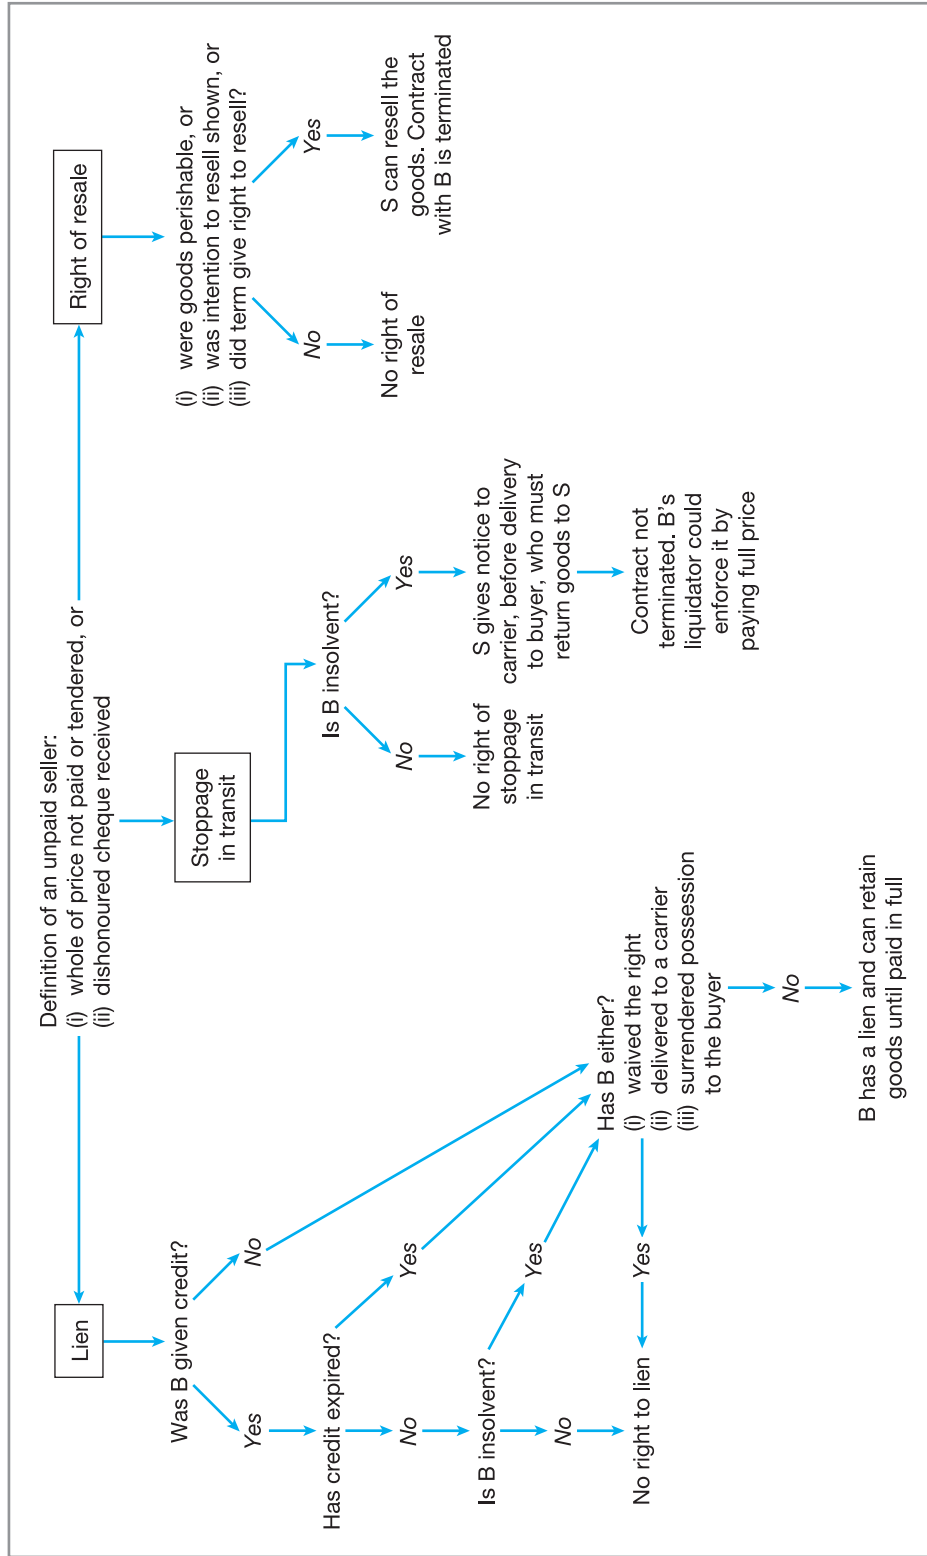 Definition of an unpaid seller:
(i) whole of price not paid or tendered, or
(ii) dishonoured cheque received
Lien
Was B given credit?
Yes
No
Has credit expired?
No
Yes
Is B insolvent?
No
Yes
No right to lien
Yes
Has B either?
(i) waived the right
(ii) delivered to a carrier
(iii) surrendered possession
to the buyer
No
B has a lien and can retain
goods until paid in full
Stoppage
in transit
Is B insolvent?
No
Yes
No right of
stoppage
in transit
S gives notice to
carrier, before delivery
to buyer, who must
return goods to S
Contract not
terminated. B's
liquidator could
enforce it by
paying full price
Right of resale
(i) were goods perishable, or
(ii) was intention to resell shown, or
(iii) did term give right to resell?
No
Yes
No right of
resale
S can resell the
goods. Contract
with B is terminated